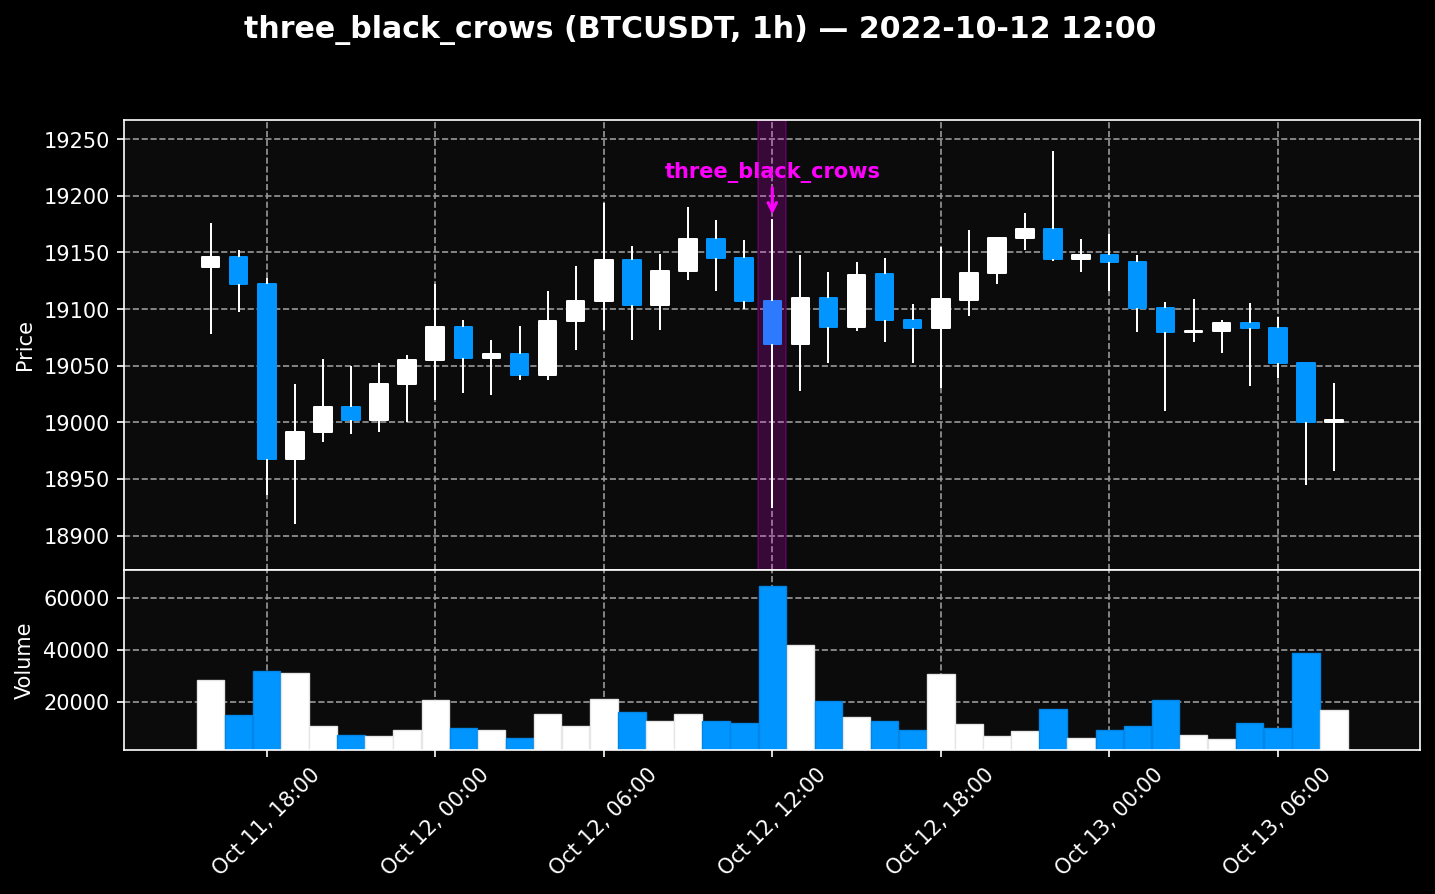 three_black_crows (BTCUSDT, 1h) — 2022-10-12 12:00
19250
three_black_crows
19200
19150
19100
19050
19000
18950
18900
Price
60000
40000
20000
Volume
Oct 11, 18:00
Oct 12, 00:00
Oct 12, 06:00
Oct 12, 12:00
Oct 12, 18:00
Oct 13, 00:00
Oct 13, 06:00